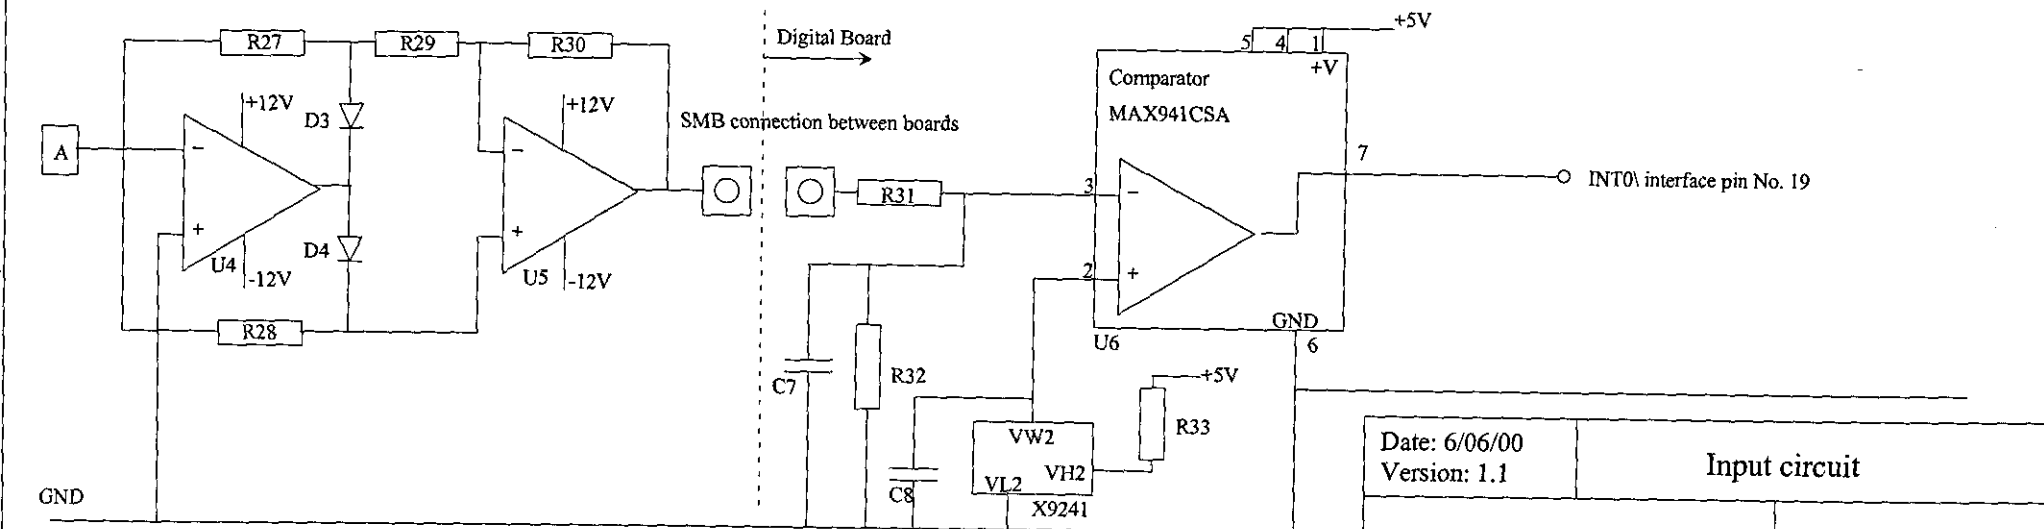 R27
R29
R30
Digital Board
+5V
5 4 1
+V
Comparator
MAX941CSA
+12V
+12V
D3
SMB connection between boards
A
−
−
7
3
−
R31
INT0\ interface pin No. 19
+
+
D4
U4
-12V
U5
-12V
2
+
R28
GND
U6
6
C7
R32
+5V
R33
VW2
VH2
VL2
C8
X9241
GND
Date: 6/06/00
Version: 1.1
Input circuit